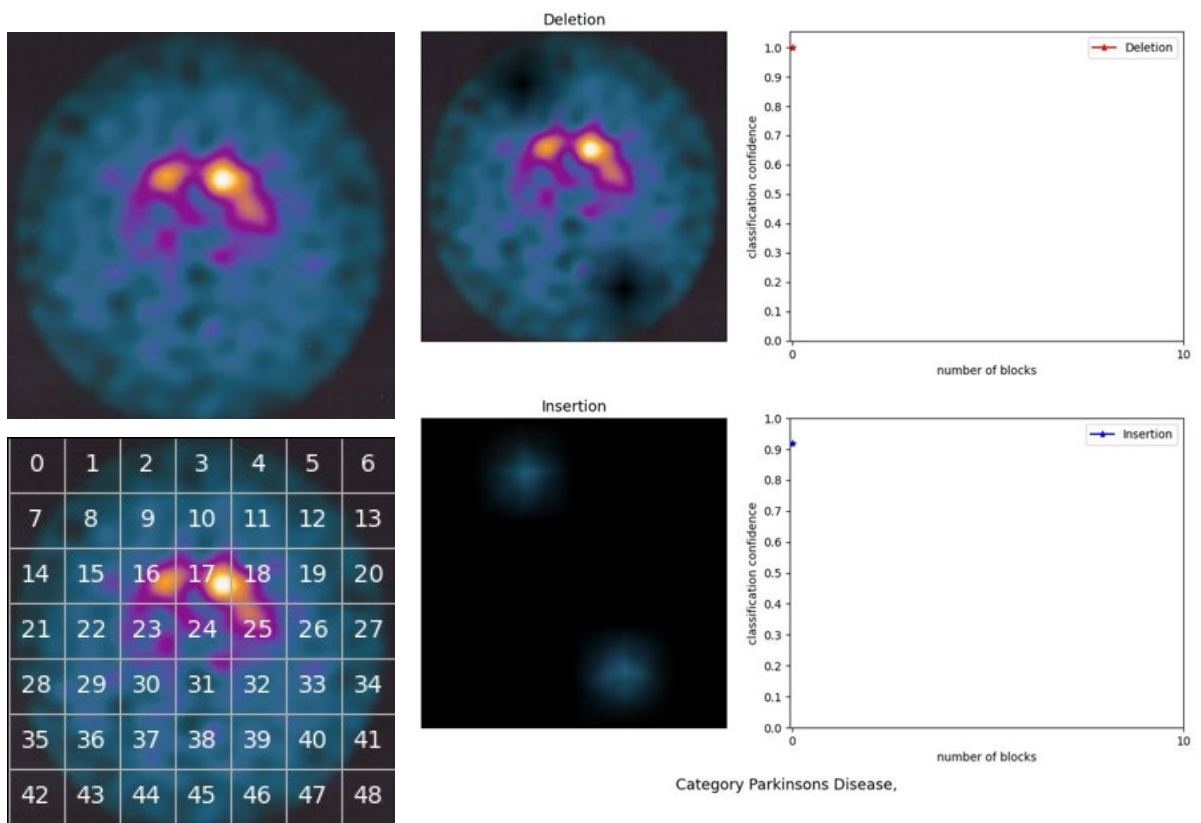 Deletion
1.0
0.9
0.8
0.7
0.6
0.5
0.4
0.3
0.2
0.1
0.0
classification confidence
Deletion
0 10
number of blocks
0 1 2 3 4 5 6
7 8 9 10 11 12 13
14 15 16 17 18 19 20
21 22 23 24 25 26 27
28 29 30 31 32 33 34
35 36 37 38 39 40 41
42 43 44 45 46 47 48
Insertion
1.0
0.9
0.8
0.7
0.6
0.5
0.4
0.3
0.2
0.1
0.0
classification confidence
Insertion
0 10
number of blocks
Category Parkinsons Disease,